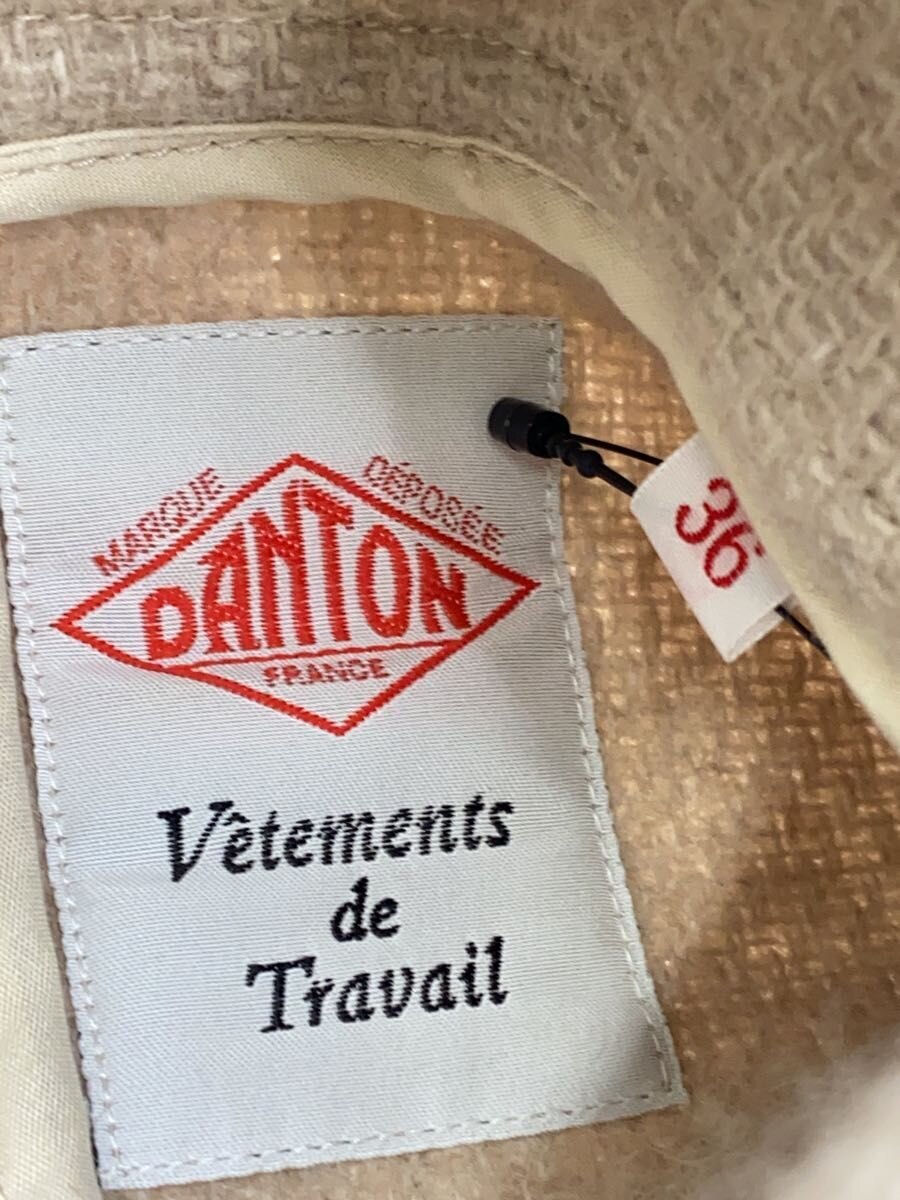 MARQUE DÉPOSÉE
DANTON
FRANCE
Vêtements
de
Travail
36